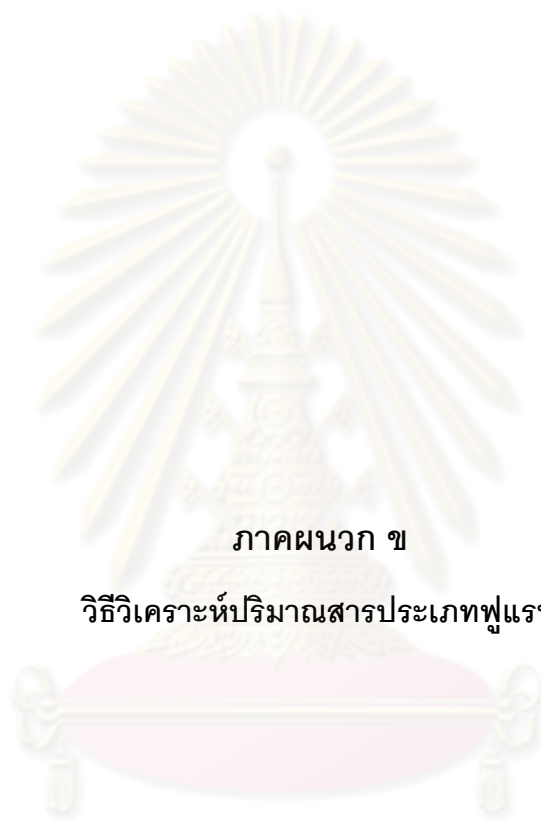 ภาคผนวก ข
วิธีวิเคราะห์ปริมาณสารประเภทฟูแร